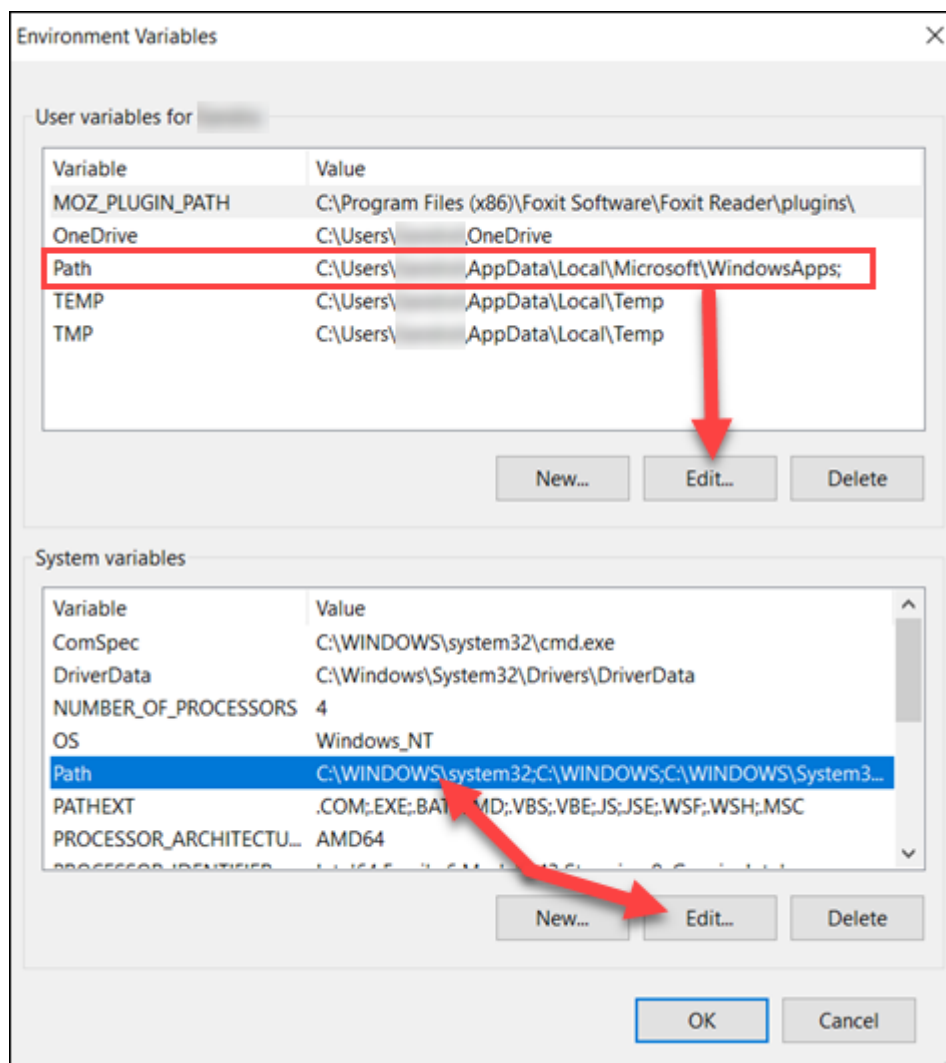 Environment Variables
User variables for
Variable Value
MOZ_PLUGIN_PATH C:\Program Files (x86)\Foxit Software\Foxit Reader\plugins\
OneDrive C:\Users\ OneDrive
Path C:\Users\ AppData\Local\Microsoft\WindowsApps;
TEMP C:\Users\ AppData\Local\Temp
TMP C:\Users\ AppData\Local\Temp
New... Edit... Delete
System variables
Variable Value
ComSpec C:\WINDOWS\system32\cmd.exe
DriverData C:\Windows\System32\Drivers\DriverData
NUMBER_OF_PROCESSORS 4
OS Windows_NT
Path C:\WINDOWS\system32;C:\WINDOWS;C:\WINDOWS\System3...
PATHEXT .COM;.EXE;.BAT MD;.VBS;.VBE;.JS;.JSE;.WSF;.WSH;.MSC
PROCESSOR_ARCHITECTU... AMD64
New... Edit... Delete
OK Cancel